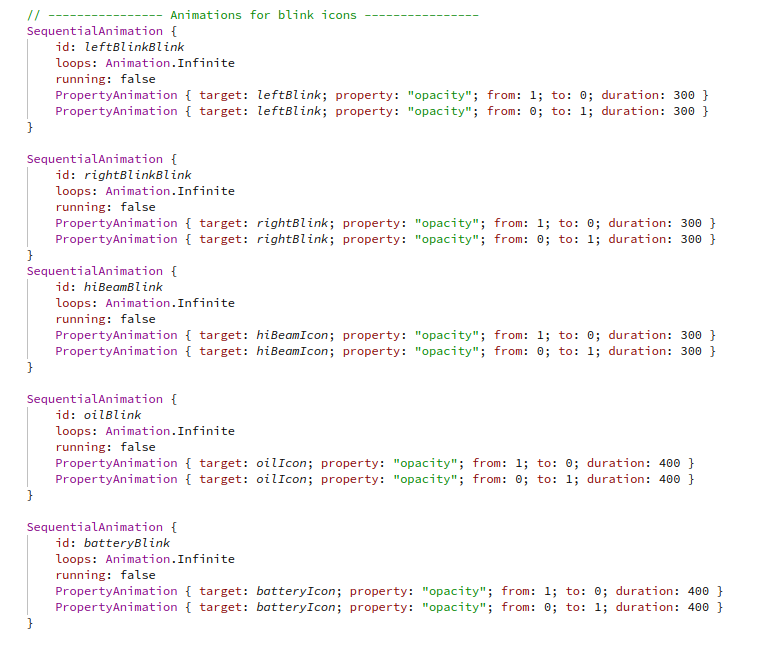 // ---------------- Animations for blink icons ----------------
SequentialAnimation {
    id: leftBlinkBlink
    loops: Animation.Infinite
    running: false
    PropertyAnimation { target: leftBlink; property: "opacity"; from: 1; to: 0; duration: 300 }
    PropertyAnimation { target: leftBlink; property: "opacity"; from: 0; to: 1; duration: 300 }
}

SequentialAnimation {
    id: rightBlinkBlink
    loops: Animation.Infinite
    running: false
    PropertyAnimation { target: rightBlink; property: "opacity"; from: 1; to: 0; duration: 300 }
    PropertyAnimation { target: rightBlink; property: "opacity"; from: 0; to: 1; duration: 300 }
}
SequentialAnimation {
    id: hiBeamBlink
    loops: Animation.Infinite
    running: false
    PropertyAnimation { target: hiBeamIcon; property: "opacity"; from: 1; to: 0; duration: 300 }
    PropertyAnimation { target: hiBeamIcon; property: "opacity"; from: 0; to: 1; duration: 300 }
}

SequentialAnimation {
    id: oilBlink
    loops: Animation.Infinite
    running: false
    PropertyAnimation { target: oilIcon; property: "opacity"; from: 1; to: 0; duration: 400 }
    PropertyAnimation { target: oilIcon; property: "opacity"; from: 0; to: 1; duration: 400 }
}

SequentialAnimation {
    id: batteryBlink
    loops: Animation.Infinite
    running: false
    PropertyAnimation { target: batteryIcon; property: "opacity"; from: 1; to: 0; duration: 400 }
    PropertyAnimation { target: batteryIcon; property: "opacity"; from: 0; to: 1; duration: 400 }
}